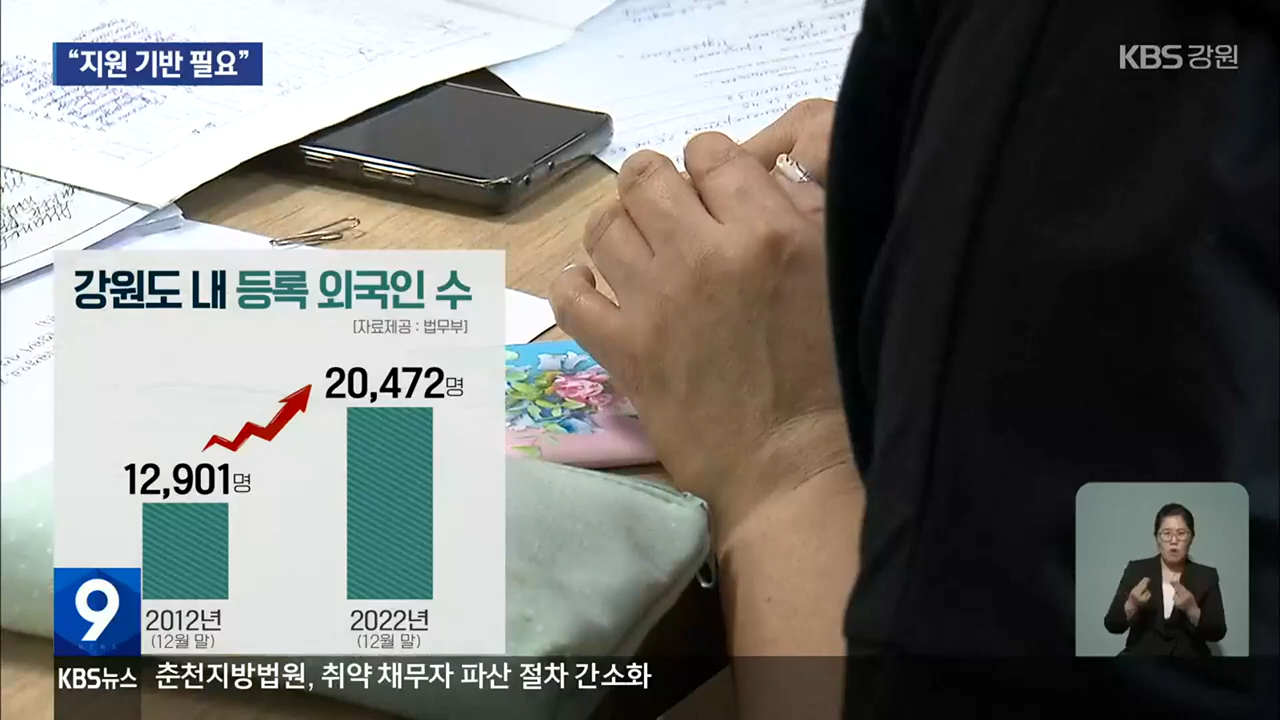 “지원 기반 필요”
KBS 강원
강원도 내 등록 외국인 수
[자료제공 : 법무부]
20,472명
12,901명
2012년
(12월 말)
2022년
(12월 말)
9
KBS뉴스
춘천지방법원, 취약 채무자 파산 절차 간소화